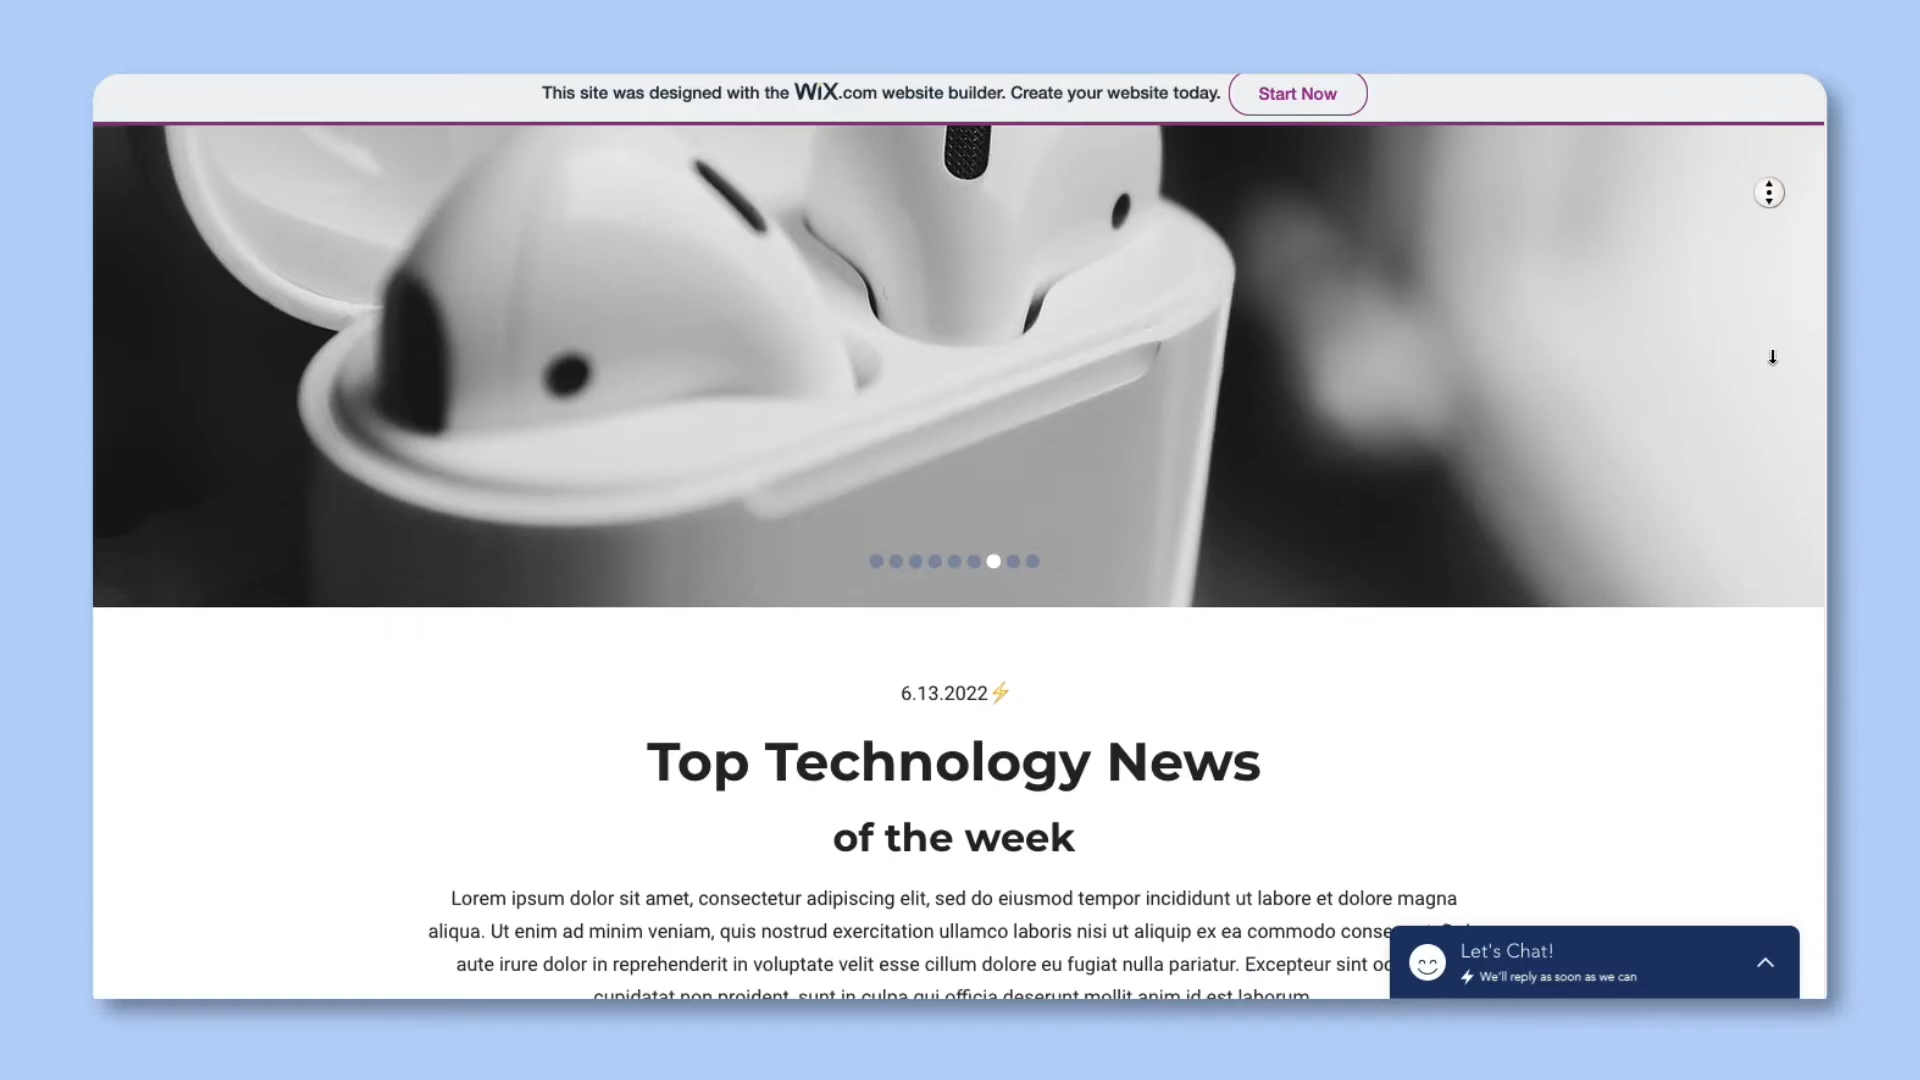 This site was designed with the WiX.com website builder. Create your website today. Start Now
6.13.2022⚡
Top Technology News
of the week
Lorem ipsum dolor sit amet, consectetur adipiscing elit, sed do eiusmod tempor incididunt ut labore et dolore magna
aliqua. Ut enim ad minim veniam, quis nostrud exercitation ullamco laboris nisi ut aliquip ex ea commodo
aute irure dolor in reprehenderit in voluptate velit esse cillum dolore eu fugiat nulla pariatur. Excepteur sint
cupidatat non proident, sunt in culpa qui officia deserunt mollit anim id est laborum.
Let's Chat!
We'll reply as soon as we can